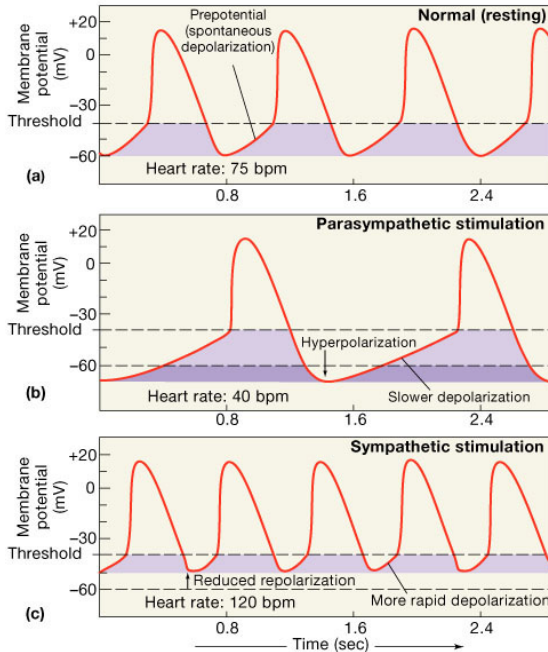 Normal (resting)
Prepotential
(spontaneous
depolarization)
Membrane
potential
(mV)
+20
0
−30
Threshold
−60
(a)
Heart rate: 75 bpm
0.8
1.6
2.4
Parasympathetic stimulation
Membrane
potential
(mV)
+20
0
−30
Threshold
Hyperpolarization
−60
Slower depolarization
(b)
Heart rate: 40 bpm
0.8
1.6
2.4
Sympathetic stimulation
Membrane
potential
(mV)
+20
0
−30
Threshold
Reduced repolarization
−60
More rapid depolarization
(c)
Heart rate: 120 bpm
0.8
1.6
2.4
Time (sec)